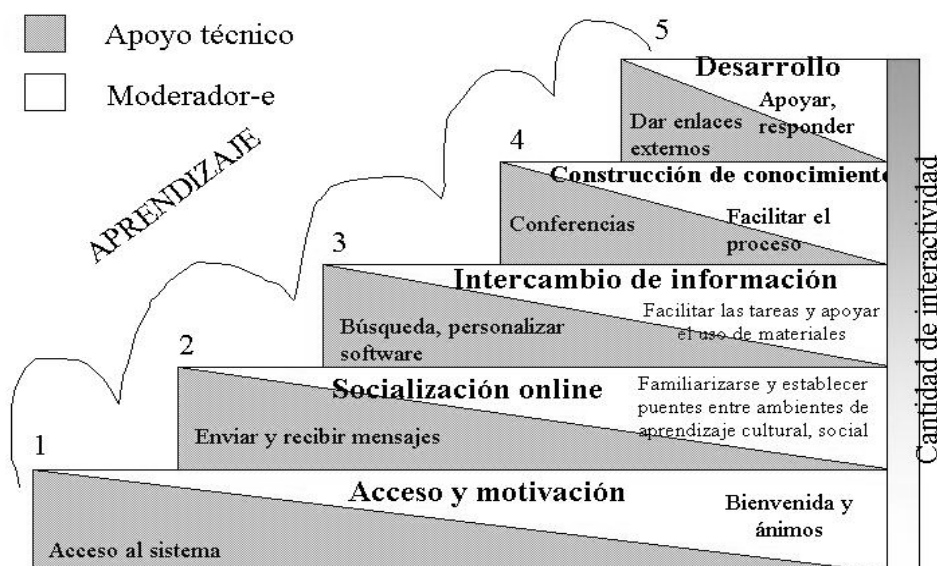 Apoyo técnico
Moderador-e
APRENDIZAJE
5
Desarrollo
Apoyar,
responder
Dar enlaces
externos
4
Construcción de conocimiento
Conferencias
Facilitar el
proceso
3
Intercambio de información
Facilitar las tareas y apoyar
el uso de materiales
Búsqueda, personalizar
software
2
Socialización online
Familiarizarse y establecer
puentes entre ambientes de
aprendizaje cultural, social
Enviar y recibir mensajes
1
Acceso y motivación
Bienvenida y
ánimos
Acceso al sistema
Cantidad de interactividad